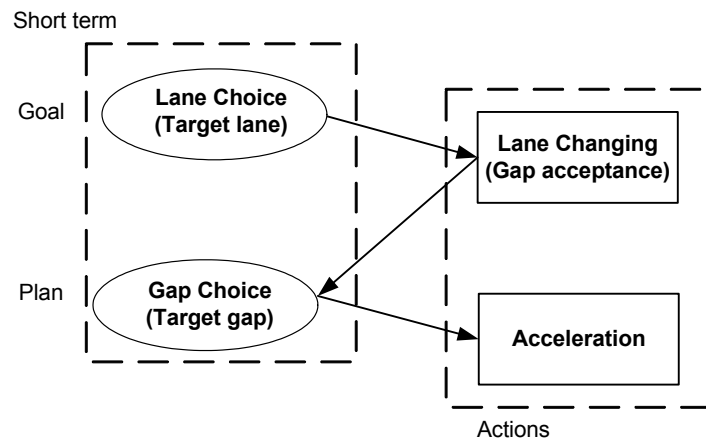 Short term
Goal
Lane Choice
(Target lane)
Lane Changing
(Gap acceptance)
Plan
Gap Choice
(Target gap)
Acceleration
Actions